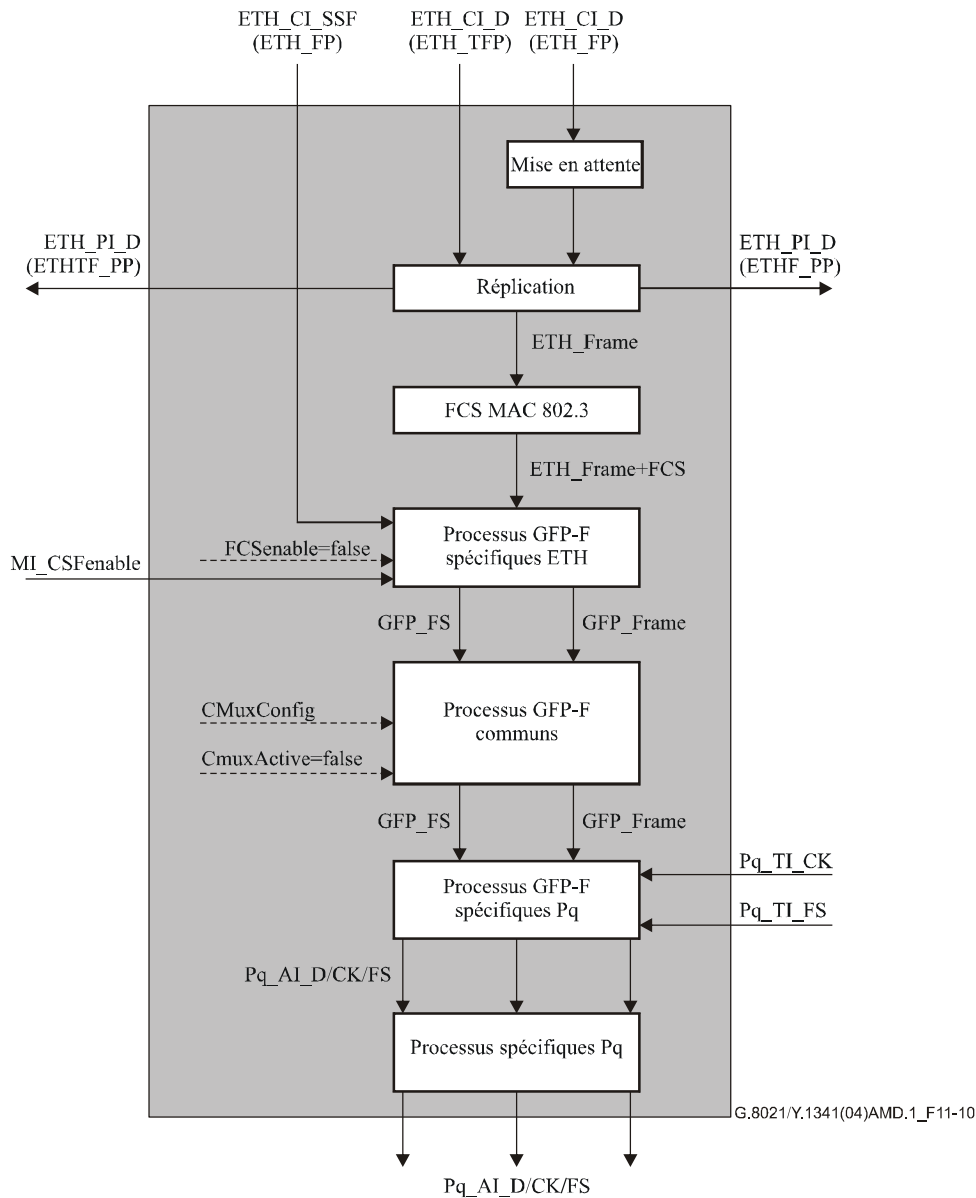 ETH_CI_SSF
(ETH_FP)
ETH_CI_D
(ETH_TFP)
ETH_CI_D
(ETH_FP)
Mise en attente
ETH_PI_D
(ETHTF_PP)
ETH_PI_D
(ETHF_PP)
Réplication
ETH_Frame
FCS MAC 802.3
ETH_Frame+FCS
Processus GFP-F
spécifiques ETH
FCSenable=false
MI_CSFenable
GFP_FS
GFP_Frame
CMuxConfig
Processus GFP-F
communs
CmuxActive=false
GFP_FS
GFP_Frame
Pq_TI_CK
Processus GFP-F
spécifiques Pq
Pq_TI_FS
Pq_AI_D/CK/FS
Processus spécifiques Pq
G.8021/Y.1341(04)AMD.1_F11-10
Pq_AI_D/CK/FS